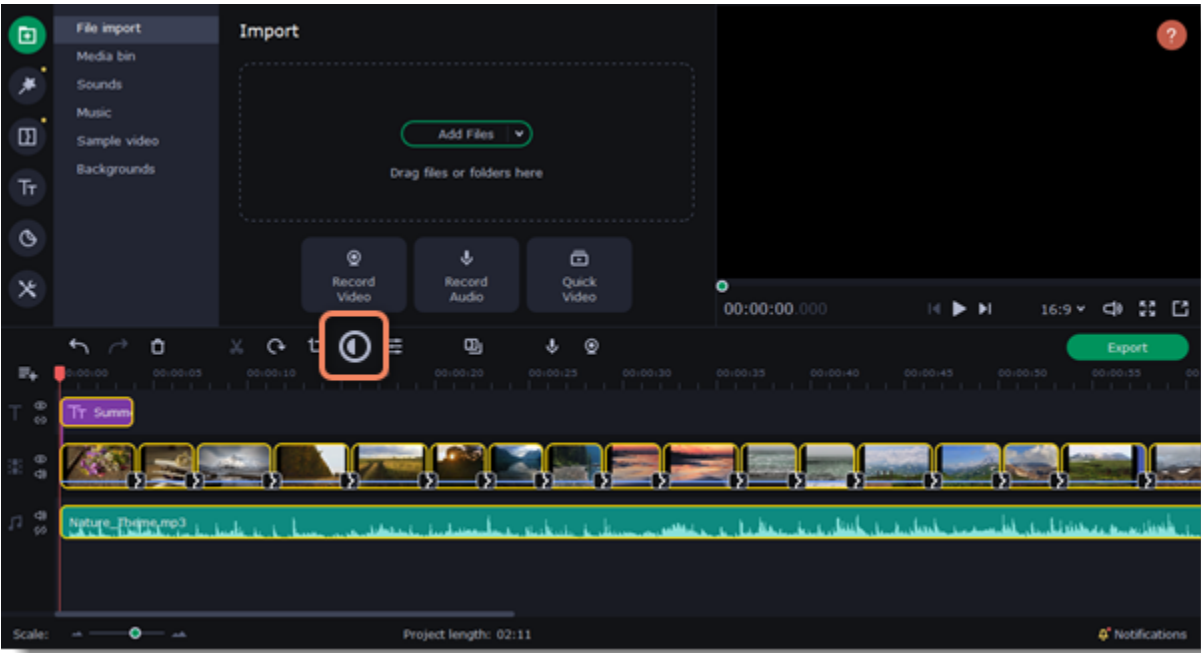 File import
Media bin
Sounds
Music
Sample video
Backgrounds
Import
Add Files
Drag files or folders here
Record
Video
Record
Audio
Quick
Video
?
00:00:00.000
16:9
Export
0:00:00
00:00:05
00:00:10
00:00:20
00:00:25
00:00:30
00:00:35
00:00:40
00:00:45
00:00:50
00:00:55
00
T
Tт Summ
Nature_Theme.mp3
Scale:
Project length: 02:11
Notifications